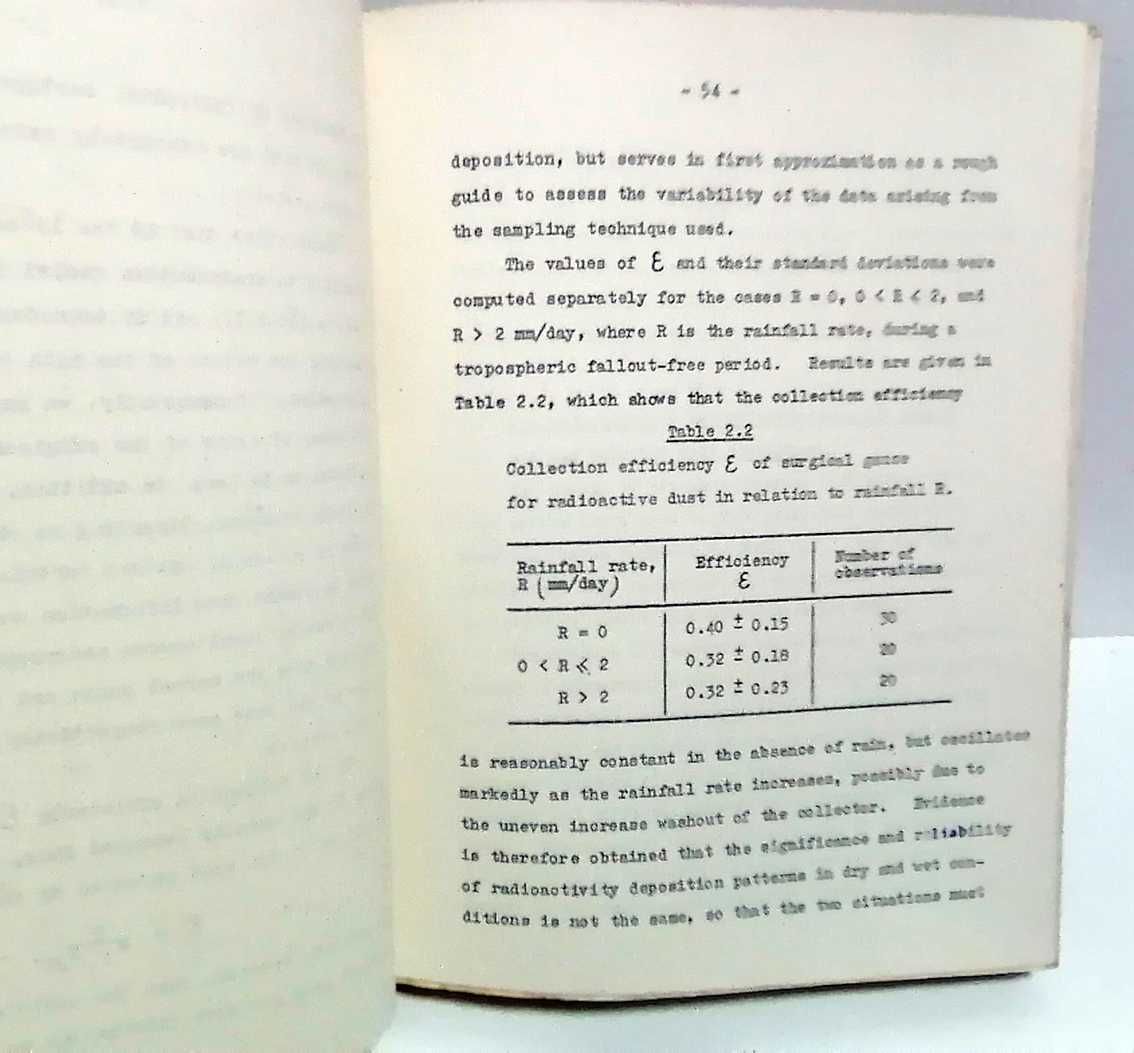 - 54 -
deposition, but serves in first approximation as a rough
guide to assess the variability of the data arising from
the sampling technique used.
The values of ε and their standard deviations were
computed separately for the cases R = 0, 0 < R < 2, and
R > 2 mm/day, where R is the rainfall rate, during a
tropospheric fallout-free period. Results are given in
Table 2.2, which shows that the collection efficiency
Table 2.2
Collection efficiency ε of surgical gauze
for radioactive dust in relation to rainfall R.
Rainfall rate, Efficiency Number of
R (mm/day) ε observations
R = 0 0.40 ± 0.15 30
0 < R ⩽ 2 0.32 ± 0.18 20
R > 2 0.32 ± 0.23 20
is reasonably constant in the absence of rain, but oscillates
markedly as the rainfall rate increases, possibly due to
the uneven increase washout of the collector. Evidence
is therefore obtained that the significance and reliability
of radioactivity deposition patterns in dry and wet con-
ditions is not the same, so that the two situations must